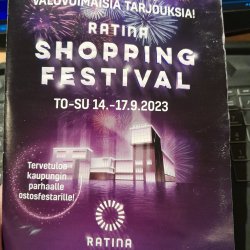 VALOVOIMAISIA TARJOUKSIA!
RATINA
SHOPPING
FESTIVAL
TO–SU 14.–17.9.2023
Tervetuloa
kaupungin
parhaalle
ostosfestarille!
RATINA